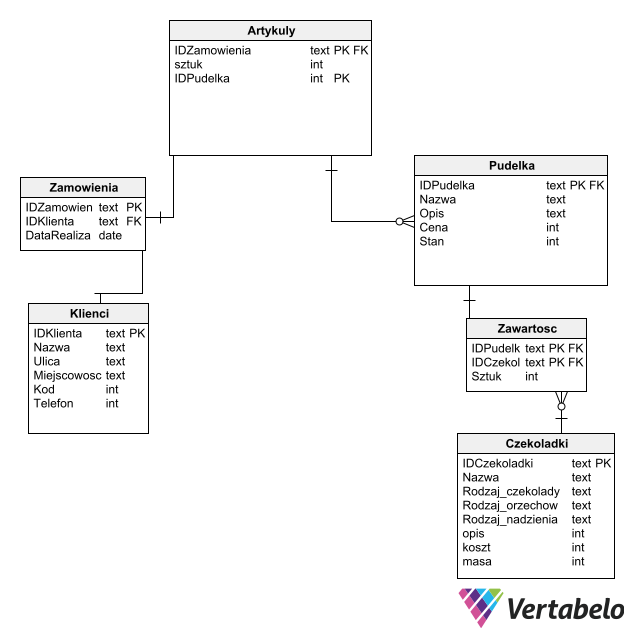 Artykuly
IDZamowienia text PK FK
sztuk int
IDPudelka int PK
Zamowienia
IDZamowien text PK
IDKlienta text FK
DataRealiza date
Pudelka
IDPudelka text PK FK
Nazwa text
Opis text
Cena int
Stan int
Klienci
IDKlienta text PK
Nazwa text
Ulica text
Miejscowosc text
Kod int
Telefon int
Zawartosc
IDPudelk text PK FK
IDCzekol text PK FK
Sztuk int
Czekoladki
IDCzekoladki text PK
Nazwa text
Rodzaj_czekolady text
Rodzaj_orzechow text
Rodzaj_nadzienia text
opis int
koszt int
masa int
Vertabelo